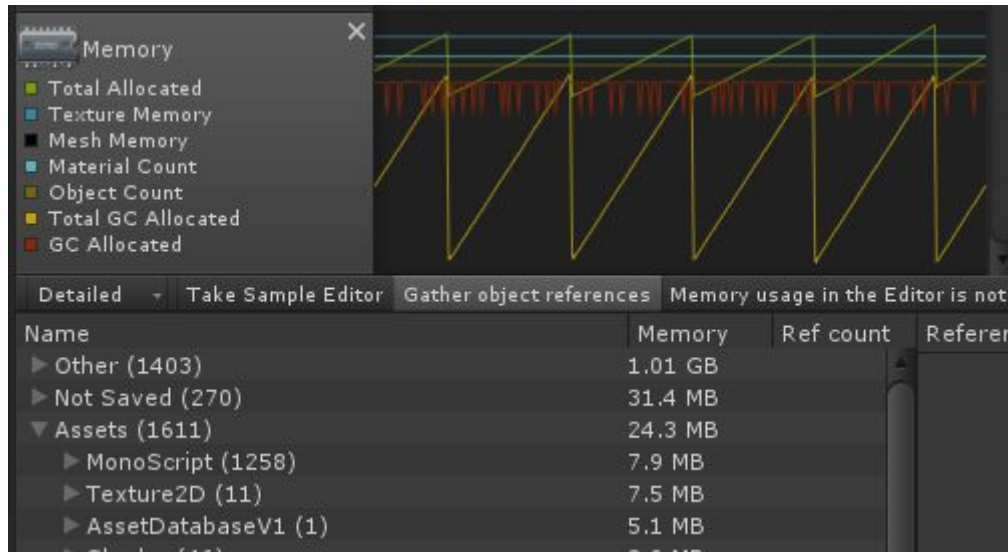 Memory
Total Allocated
Texture Memory
Mesh Memory
Material Count
Object Count
Total GC Allocated
GC Allocated
Detailed Take Sample Editor Gather object references Memory usage in the Editor is not
Name Memory Ref count Referen
Other (1403) 1.01 GB
Not Saved (270) 31.4 MB
Assets (1611) 24.3 MB
MonoScript (1258) 7.9 MB
Texture2D (11) 7.5 MB
AssetDatabaseV1 (1) 5.1 MB